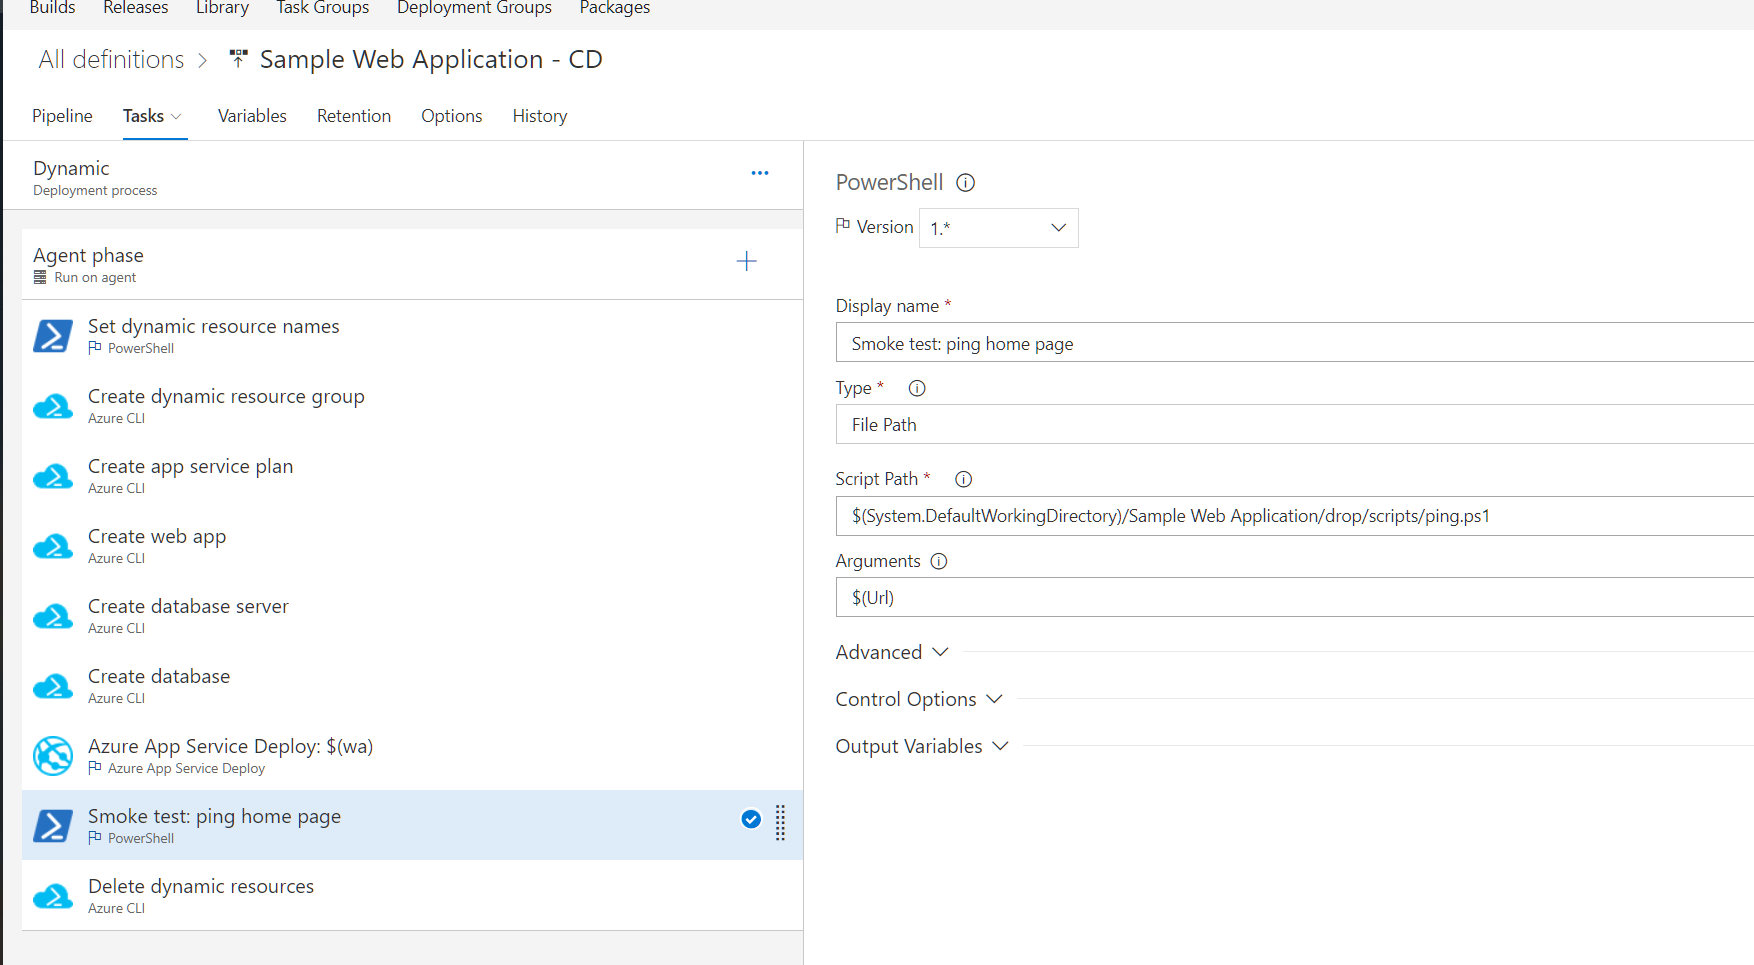 Builds Releases Library Task Groups Deployment Groups Packages
All definitions > Sample Web Application - CD
Pipeline Tasks Variables Retention Options History
Dynamic
Deployment process
Agent phase
Run on agent
Set dynamic resource names
PowerShell
Create dynamic resource group
Azure CLI
Create app service plan
Azure CLI
Create web app
Azure CLI
Create database server
Azure CLI
Create database
Azure CLI
Azure App Service Deploy: $(wa)
Azure App Service Deploy
Smoke test: ping home page
PowerShell
Delete dynamic resources
Azure CLI
PowerShell
Version 1.*
Display name *
Smoke test: ping home page
Type *
File Path
Script Path *
$(System.DefaultWorkingDirectory)/Sample Web Application/drop/scripts/ping.ps1
Arguments
$(Url)
Advanced
Control Options
Output Variables